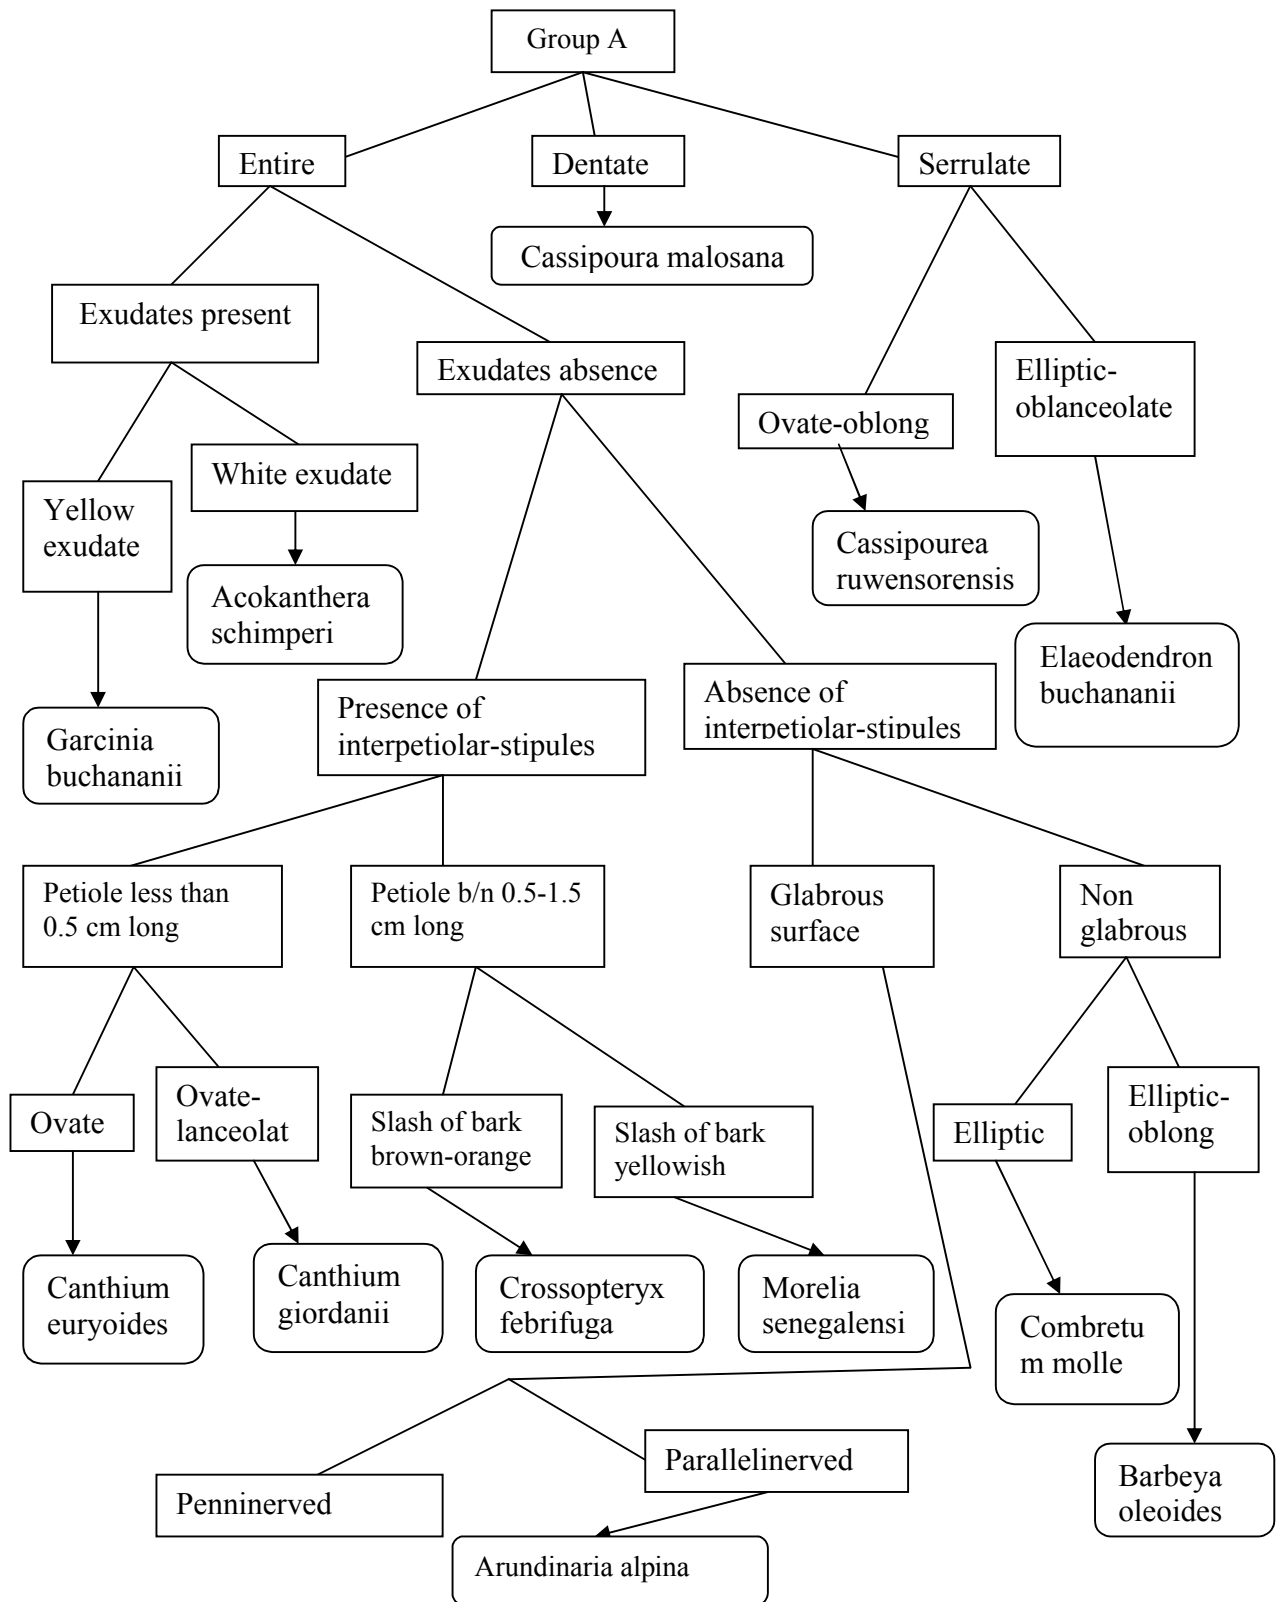 Group A
Entire
Dentate
Serrulate
Cassipoura malosana
Exudates present
Exudates absence
Elliptic-
oblanceolate
Ovate-oblong
White exudate
Yellow
exudate
Cassipourea
ruwensorensis
Acokanthera
schimperi
Elaeodendron
buchananii
Presence of
interpetiolar-stipules
Absence of
interpetiolar-stipules
Garcinia
buchananii
Petiole less than
0.5 cm long
Petiole b/n 0.5-1.5
cm long
Glabrous
surface
Non
glabrous
Ovate
Ovate-
lanceolat
Slash of bark
brown-orange
Slash of bark
yellowish
Elliptic
Elliptic-
oblong
Canthium
euryoides
Canthium
giordanii
Crossopteryx
febrifuga
Morelia
senegalensi
Combretu
m molle
Parallelinerved
Penninerved
Barbeya
oleoides
Arundinaria alpina